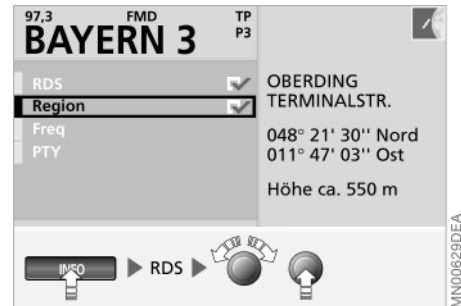 97,3 FMD TP
BAYERN 3 P3
RDS
Region
Freq
PTY
OBERDING
TERMINALSTR.
048° 21' 30'' Nord
011° 47' 03'' Ost
Höhe ca. 550 m
INFO RDS
MN00629DEA